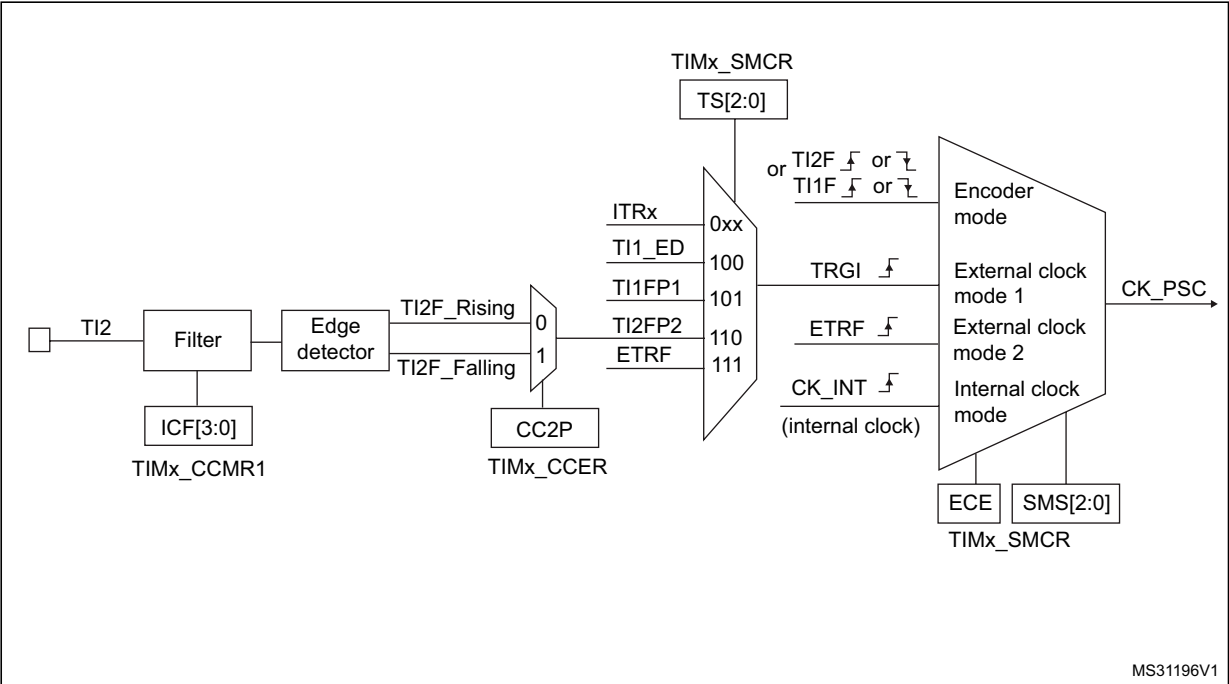 TIMx_SMCR
TS[2:0]
or TI2F or
TI1F or
Encoder
mode
ITRx
0xx
TI1_ED
100
TRGI
External clock
mode 1
CK_PSC
TI1FP1
101
TI2F_Rising
0
TI2
Filter
Edge
detector
TI2FP2
110
ETRF
External clock
mode 2
TI2F_Falling
1
ETRF
111
CK_INT
(internal clock)
Internal clock
mode
ICF[3:0]
TIMx_CCMR1
CC2P
TIMx_CCER
ECE
SMS[2:0]
TIMx_SMCR
MS31196V1